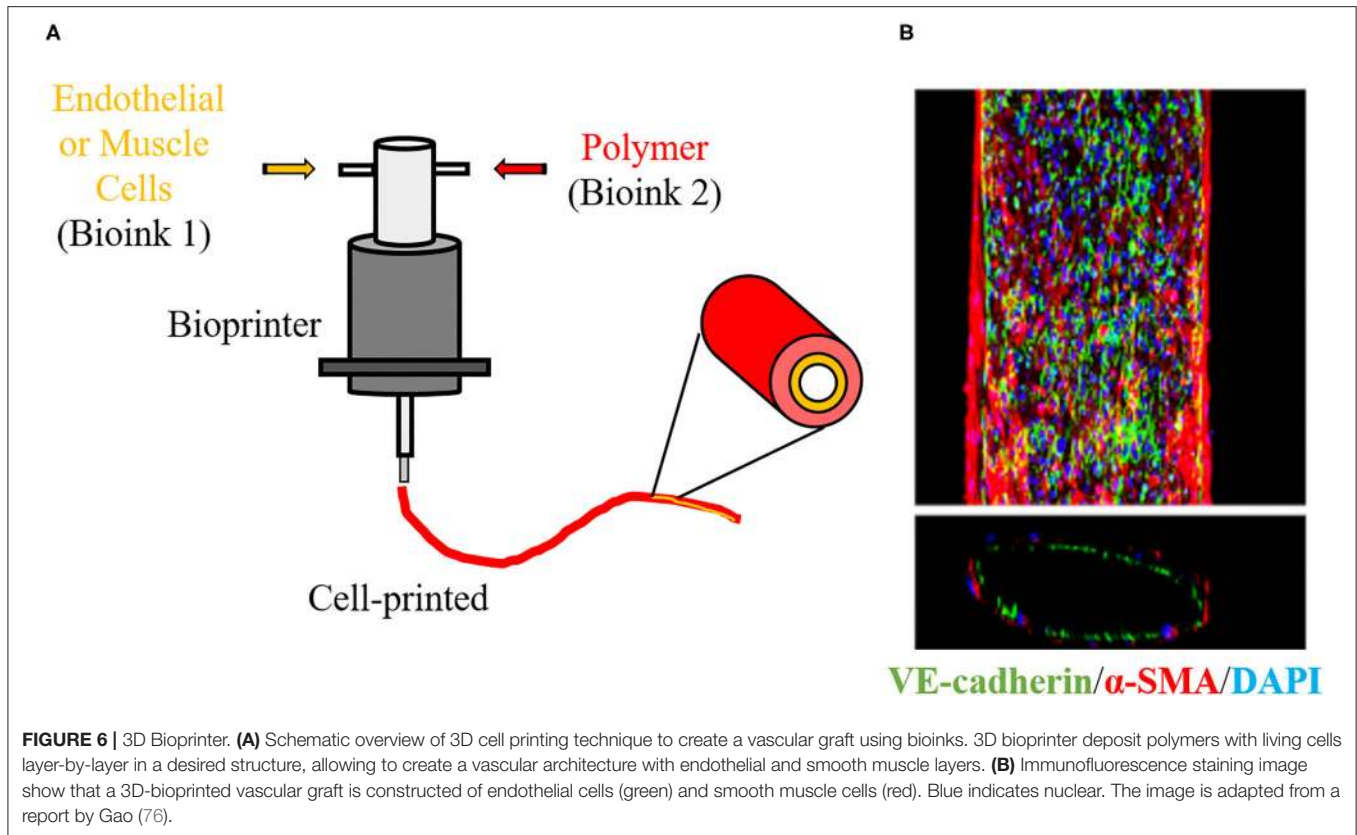 A
B
Endothelial
or Muscle
Cells
(Bioink 1)
Polymer
(Bioink 2)
Bioprinter
Cell-printed
VE-cadherin/α-SMA/DAPI
FIGURE 6 | 3D Bioprinter. (A) Schematic overview of 3D cell printing technique to create a vascular graft using bioinks. 3D bioprinter deposit polymers with living cells
layer-by-layer in a desired structure, allowing to create a vascular architecture with endothelial and smooth muscle layers. (B) Immunofluorescence staining image
show that a 3D-bioprinted vascular graft is constructed of endothelial cells (green) and smooth muscle cells (red). Blue indicates nuclear. The image is adapted from a
report by Gao (76).